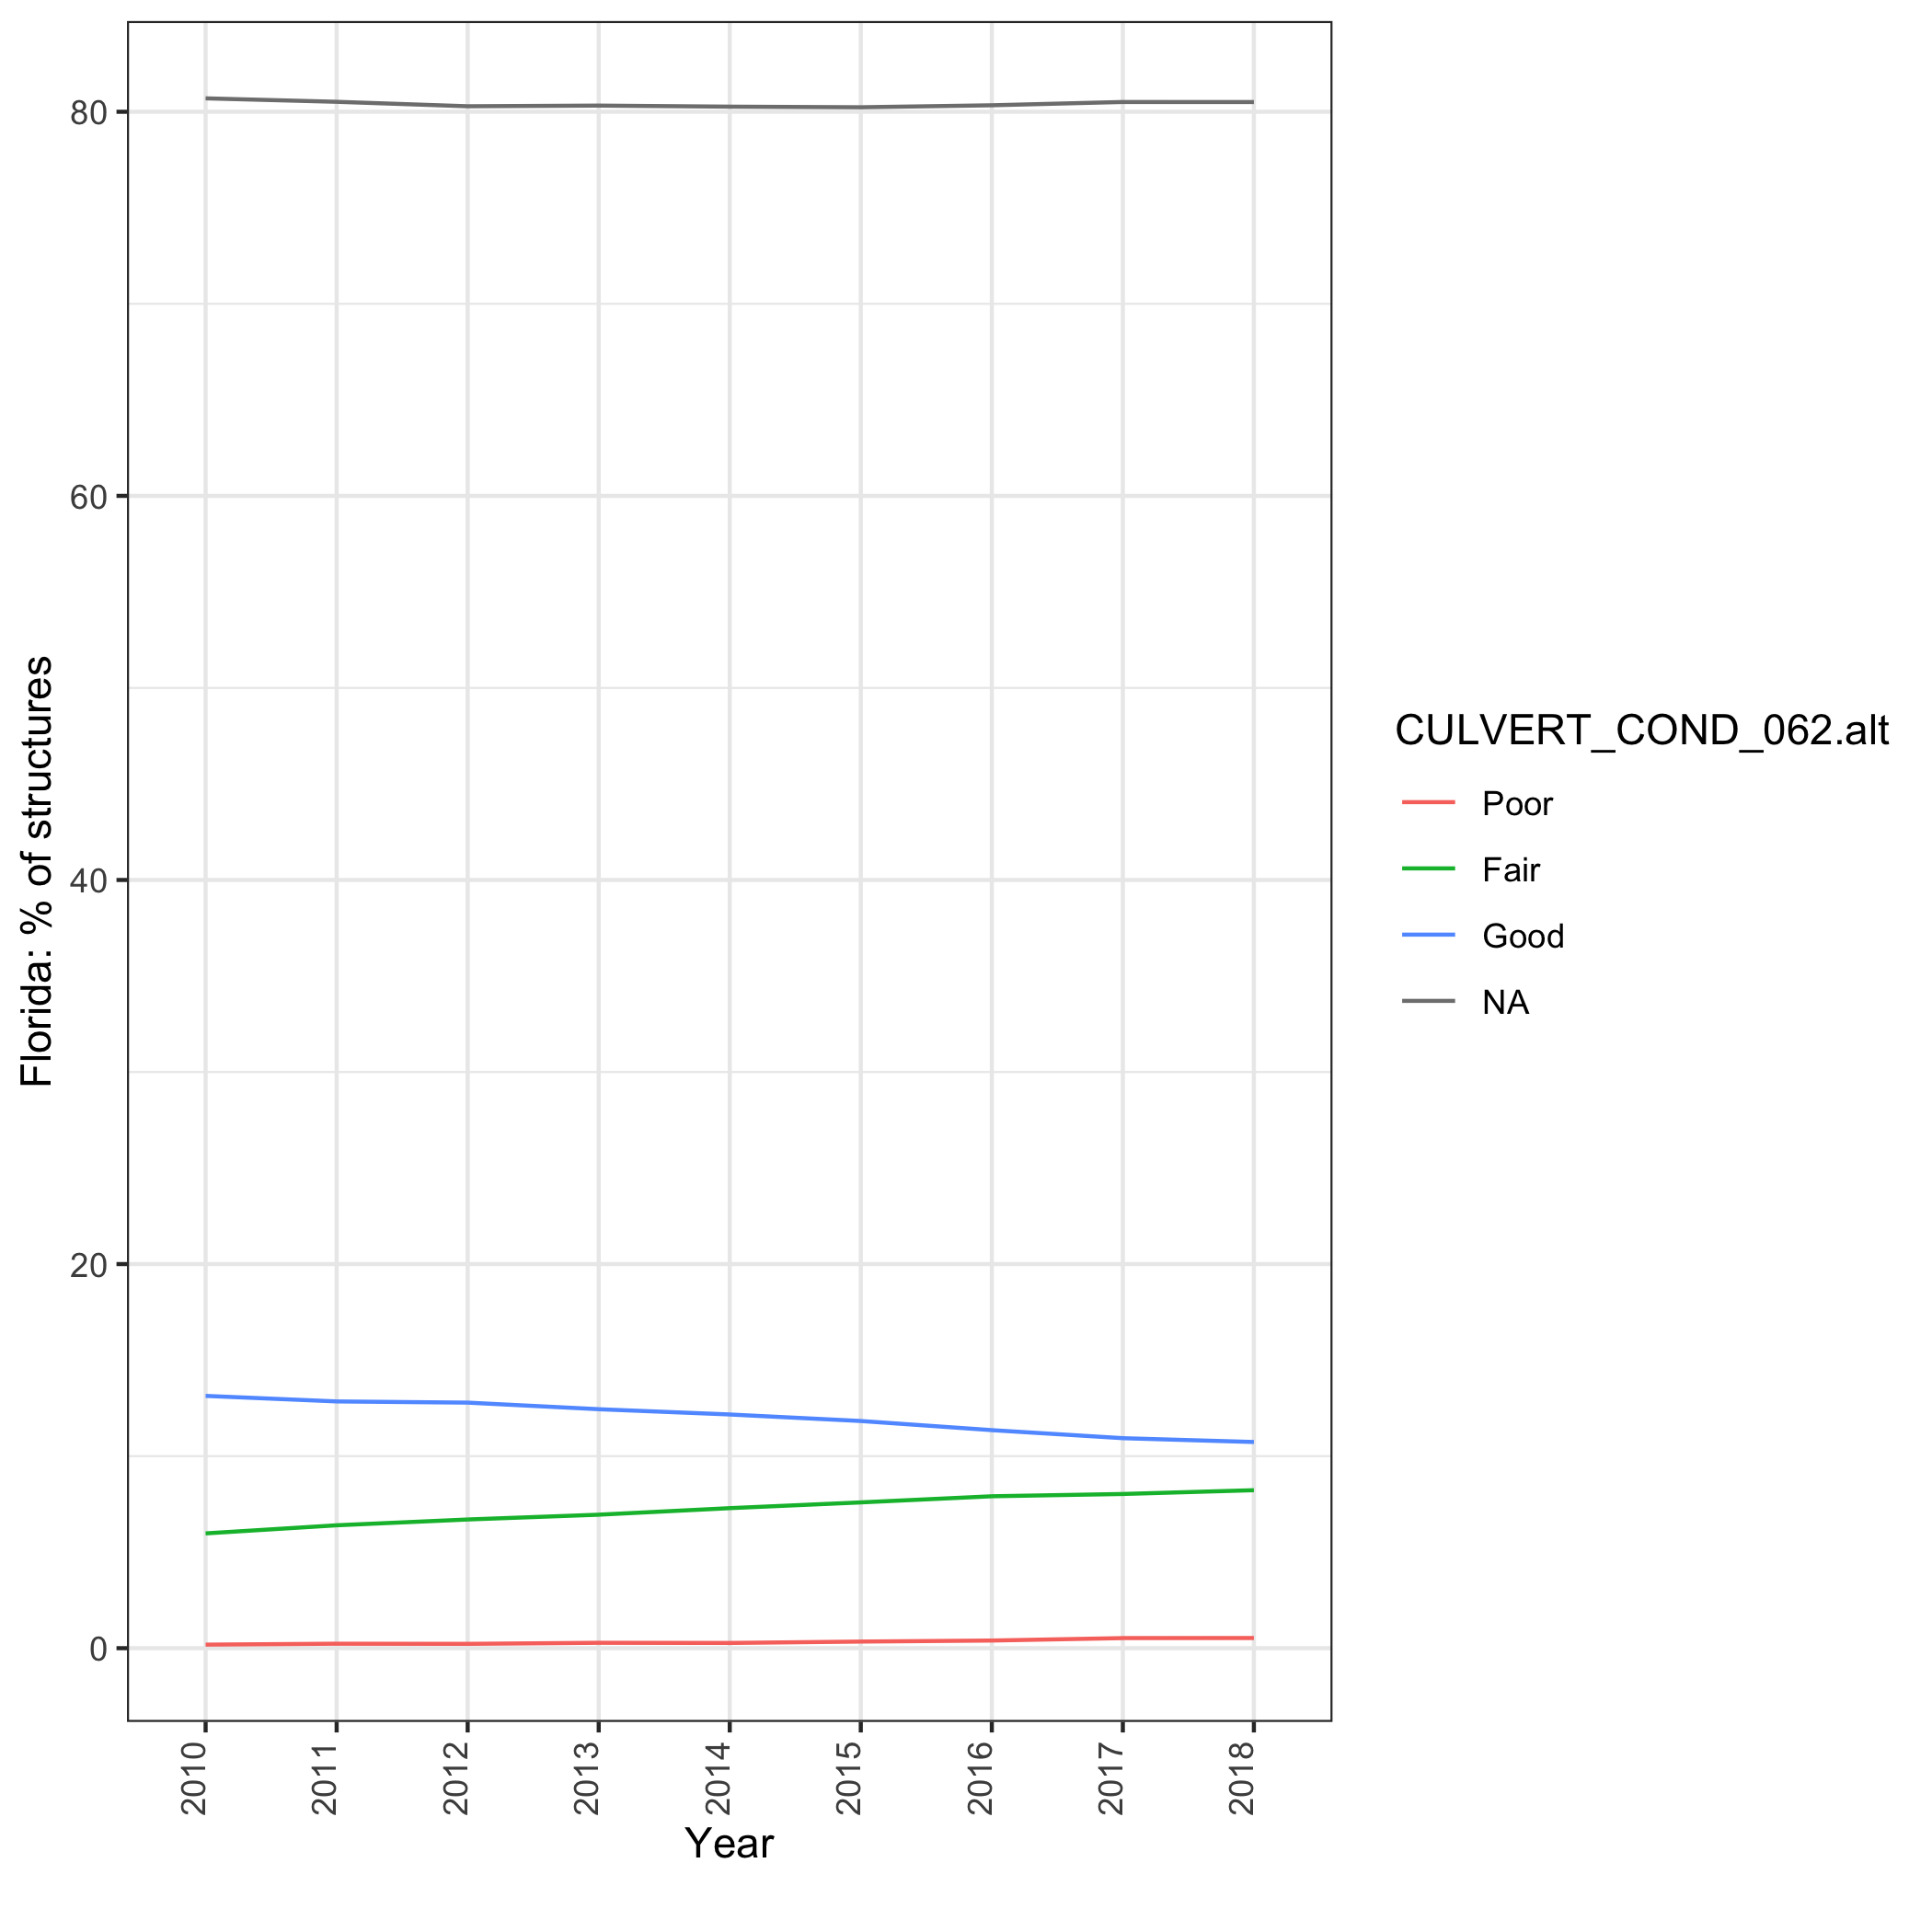 Florida: % of structures
80
60
40
20
0
2010
2011
2012
2013
2014
2015
2016
2017
2018
Year
CULVERT_COND_062.alt
Poor
Fair
Good
NA